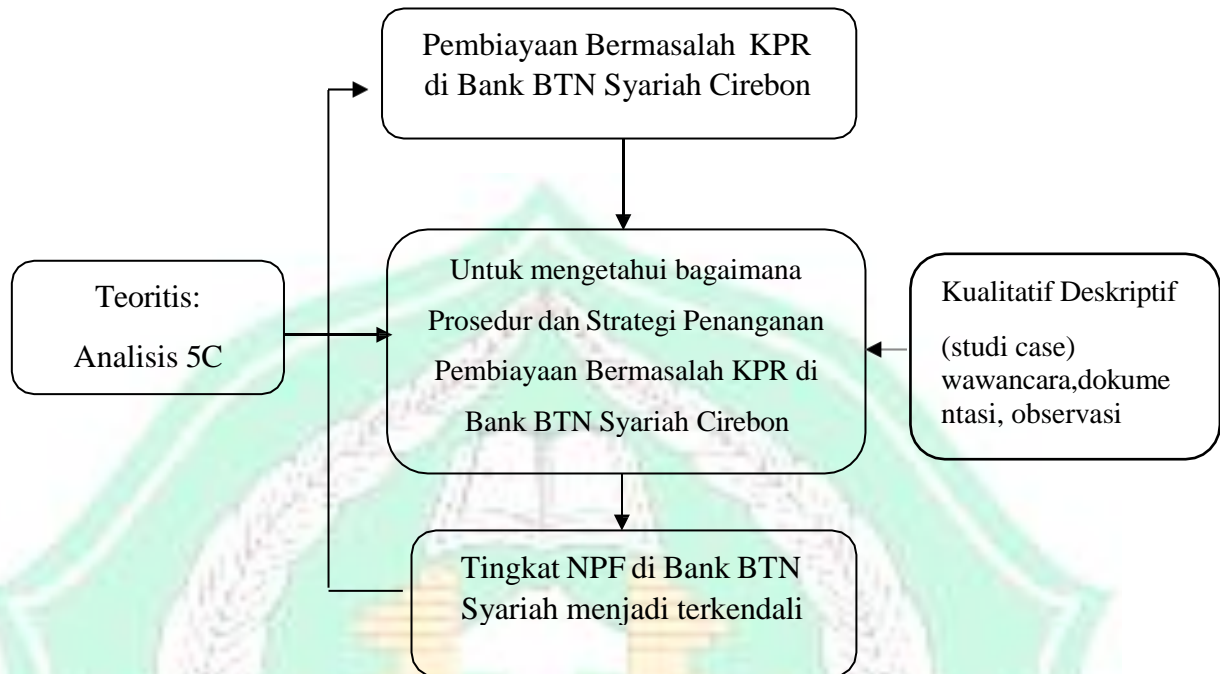 Pembiayaan Bermasalah KPR
di Bank BTN Syariah Cirebon
Teoritis:
Analisis 5C
Untuk mengetahui bagaimana
Prosedur dan Strategi Penanganan
Pembiayaan Bermasalah KPR di
Bank BTN Syariah Cirebon
Kualitatif Deskriptif
(studi case)
wawancara,dokume
ntasi, observasi
Tingkat NPF di Bank BTN
Syariah menjadi terkendali